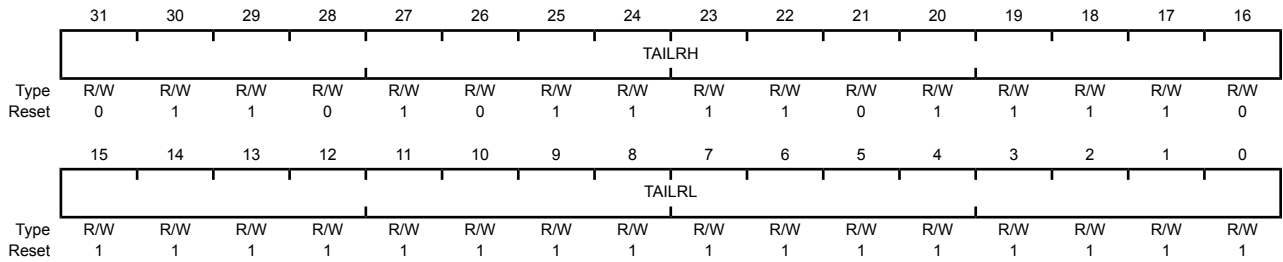 31 30 29 28 27 26 25 24 23 22 21 20 19 18 17 16
TAILRH
Type R/W R/W R/W R/W R/W R/W R/W R/W R/W R/W R/W R/W R/W R/W R/W R/W
Reset 0 1 1 0 1 0 1 1 1 1 0 1 1 1 1 0
15 14 13 12 11 10 9 8 7 6 5 4 3 2 1 0
TAILRL
Type R/W R/W R/W R/W R/W R/W R/W R/W R/W R/W R/W R/W R/W R/W R/W R/W
Reset 1 1 1 1 1 1 1 1 1 1 1 1 1 1 1 1